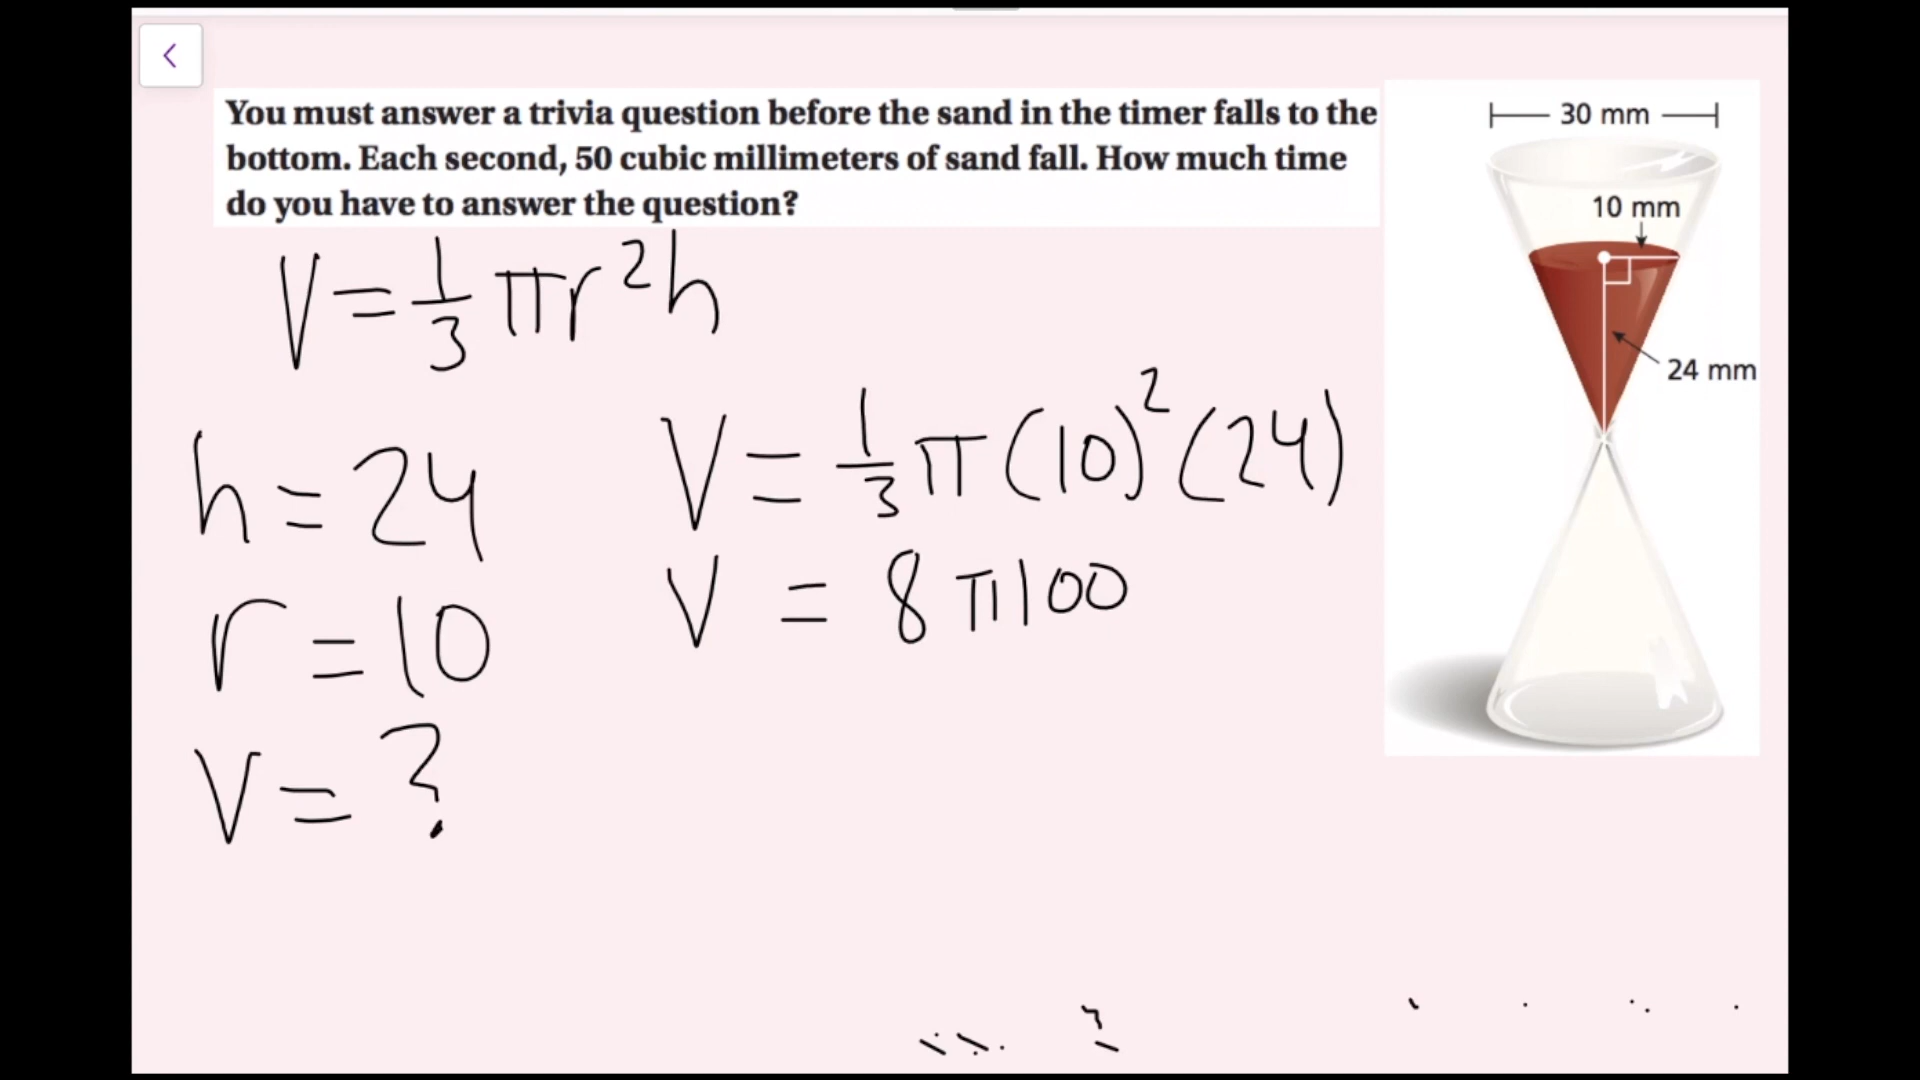 You must answer a trivia question before the sand in the timer falls to the
bottom. Each second, 50 cubic millimeters of sand fall. How much time
do you have to answer the question?
30 mm
10 mm
24 mm
V = 1/3 πr²h
h = 24
r = 10
V = ?
V = 1/3 π(10)²(24)
V = 8π100